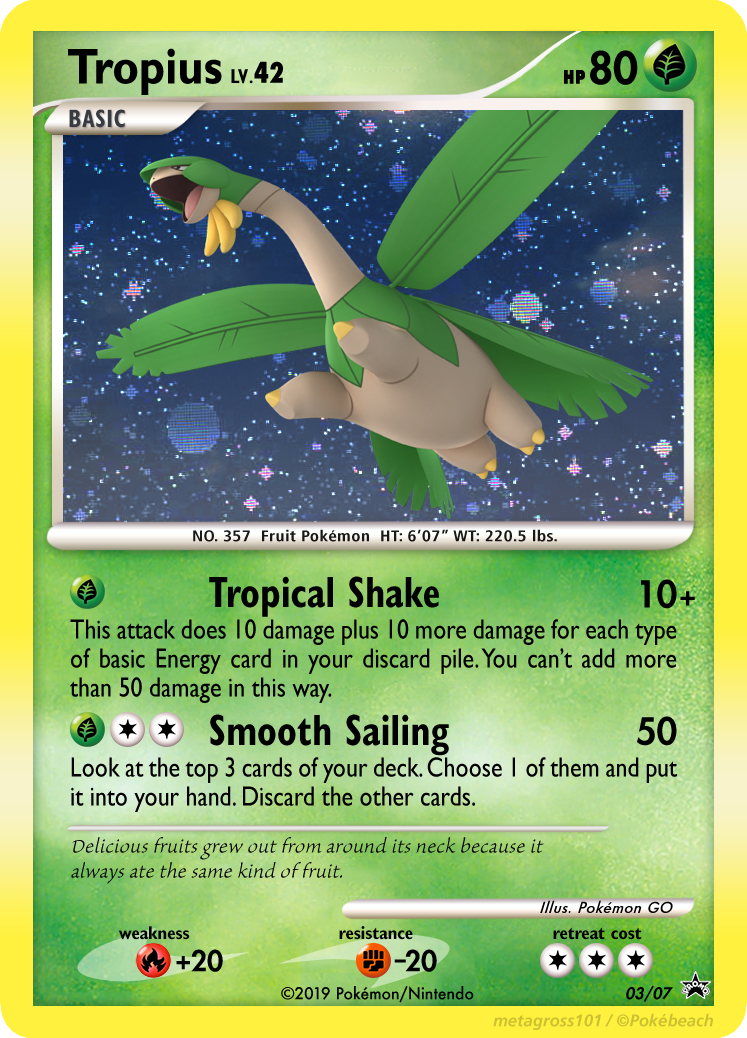 Tropius LV.42 HP 80
BASIC
NO. 357 Fruit Pokémon HT: 6’07” WT: 220.5 lbs.
Tropical Shake 10+
This attack does 10 damage plus 10 more damage for each type
of basic Energy card in your discard pile. You can’t add more
than 50 damage in this way.
Smooth Sailing 50
Look at the top 3 cards of your deck. Choose 1 of them and put
it into your hand. Discard the other cards.
Delicious fruits grew out from around its neck because it
always ate the same kind of fruit.
Illus. Pokémon GO
weakness resistance retreat cost
+20 −20
©2019 Pokémon/Nintendo 03/07 PROMO
metagross101 / ©Pokébeach